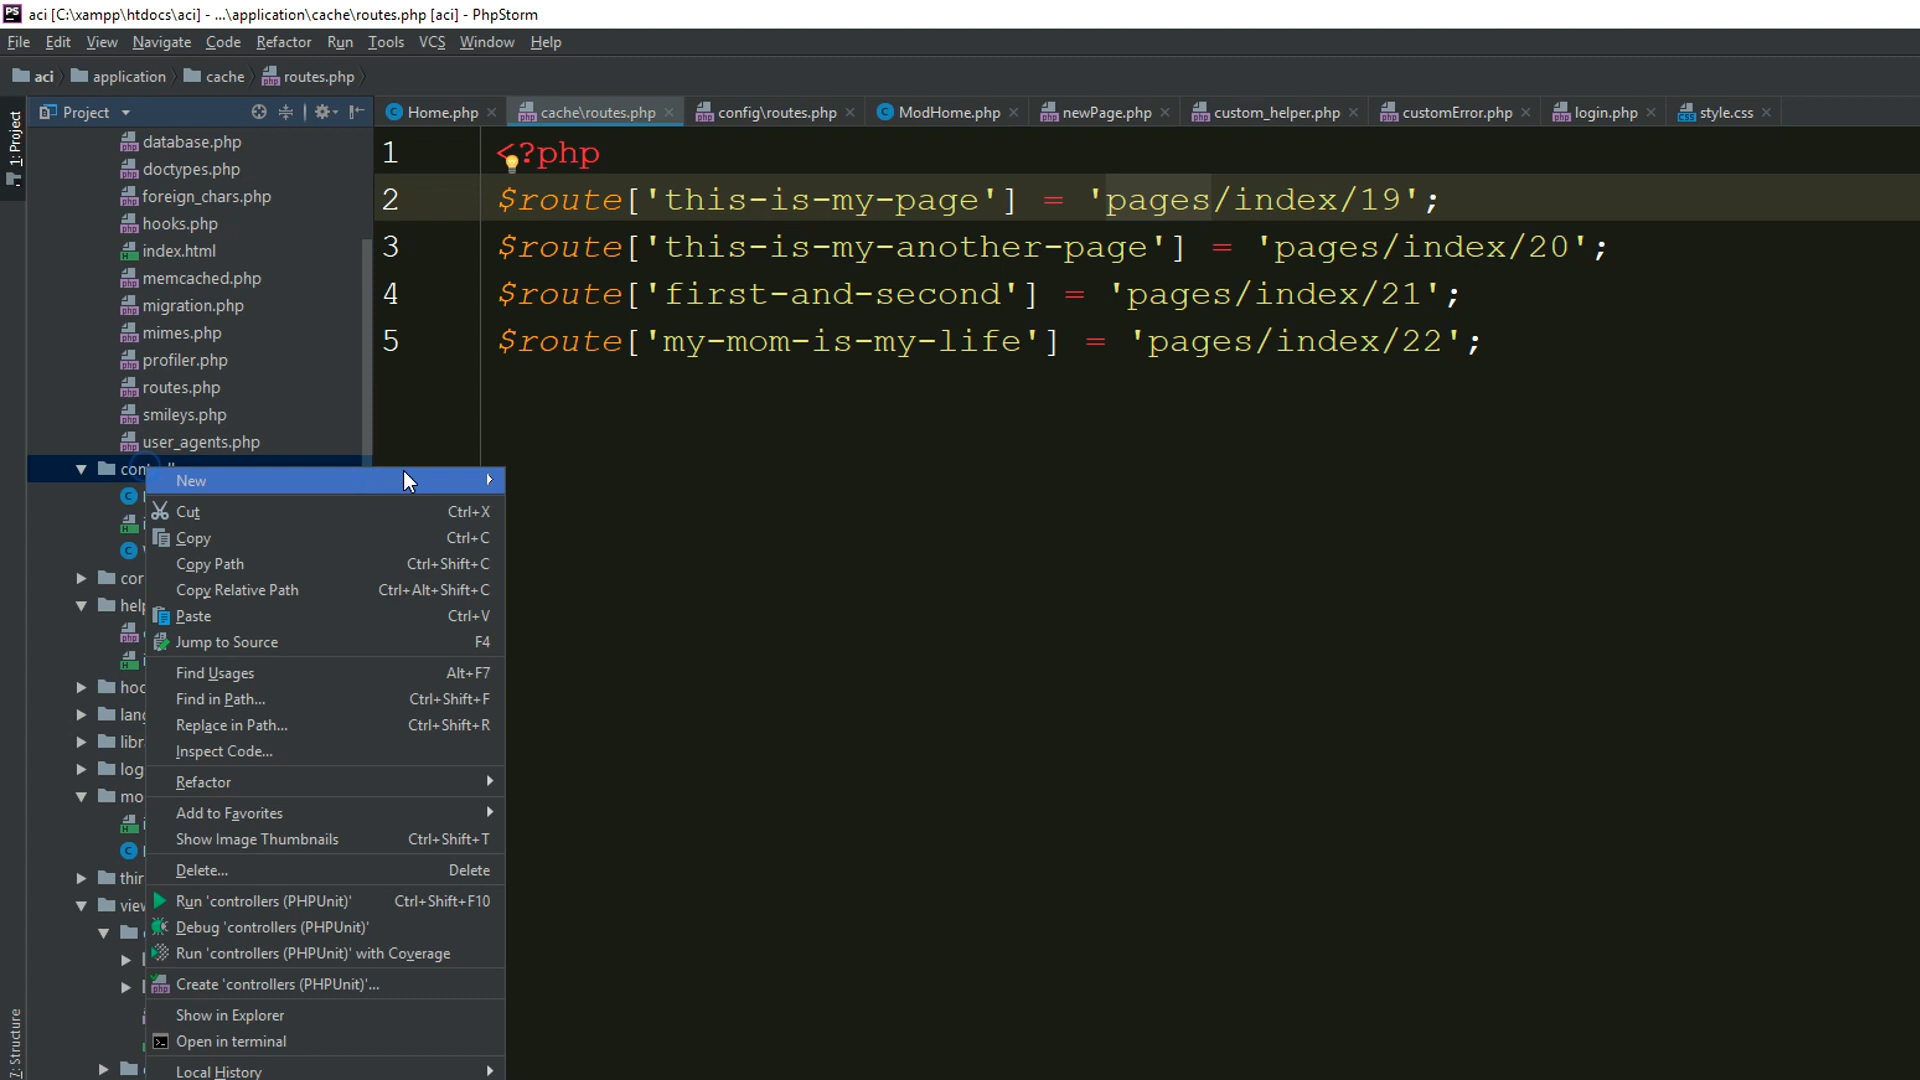 aci [C:\xampp\htdocs\aci] - ...\application\cache\routes.php [aci] - PhpStorm
File Edit View Navigate Code Refactor Run Tools VCS Window Help
aci application cache routes.php
Project
Home.php cache\routes.php config\routes.php ModHome.php newPage.php custom_helper.php customError.php login.php style.css
1: Project
7: Structure
database.php
doctypes.php
foreign_chars.php
hooks.php
index.html
memcached.php
migration.php
mimes.php
profiler.php
routes.php
smileys.php
user_agents.php
1 <?php
2 $route['this-is-my-page'] = 'pages/index/19';
3 $route['this-is-my-another-page'] = 'pages/index/20';
4 $route['first-and-second'] = 'pages/index/21';
5 $route['my-mom-is-my-life'] = 'pages/index/22';
New
Cut Ctrl+X
Copy Ctrl+C
Copy Path Ctrl+Shift+C
Copy Relative Path Ctrl+Alt+Shift+C
Paste Ctrl+V
Jump to Source F4
Find Usages Alt+F7
Find in Path... Ctrl+Shift+F
Replace in Path... Ctrl+Shift+R
Inspect Code...
Refactor
Add to Favorites
Show Image Thumbnails Ctrl+Shift+T
Delete... Delete
Run 'controllers (PHPUnit)' Ctrl+Shift+F10
Debug 'controllers (PHPUnit)'
Run 'controllers (PHPUnit)' with Coverage
Create 'controllers (PHPUnit)'...
Show in Explorer
Open in terminal
Local History